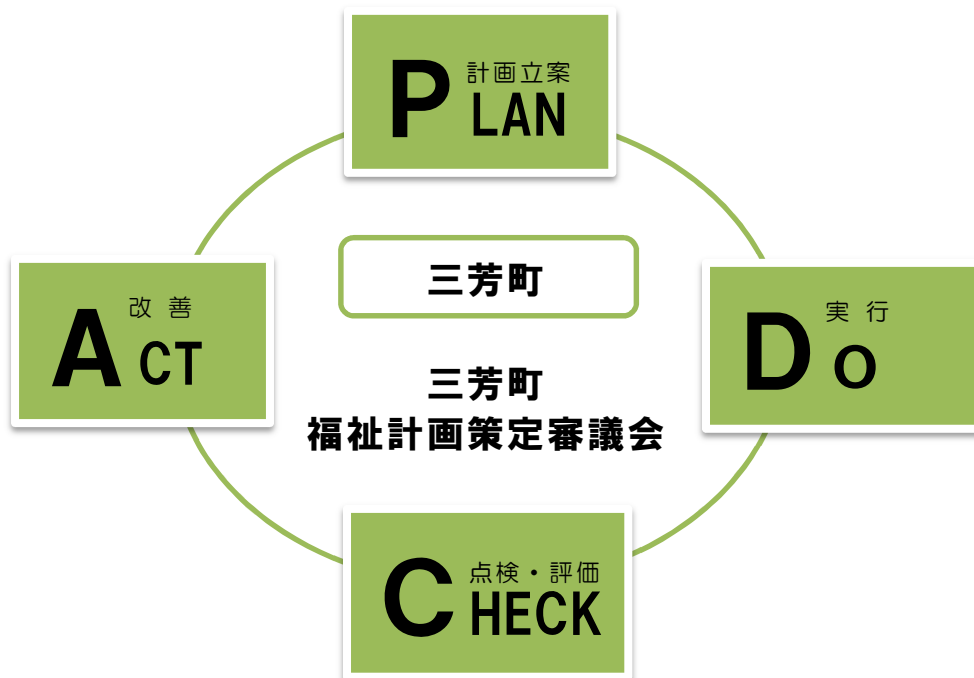 計画立案
PLAN
三芳町
改 善
ACT
実 行
DO
三芳町
福祉計画策定審議会
点検・評価
CHECK